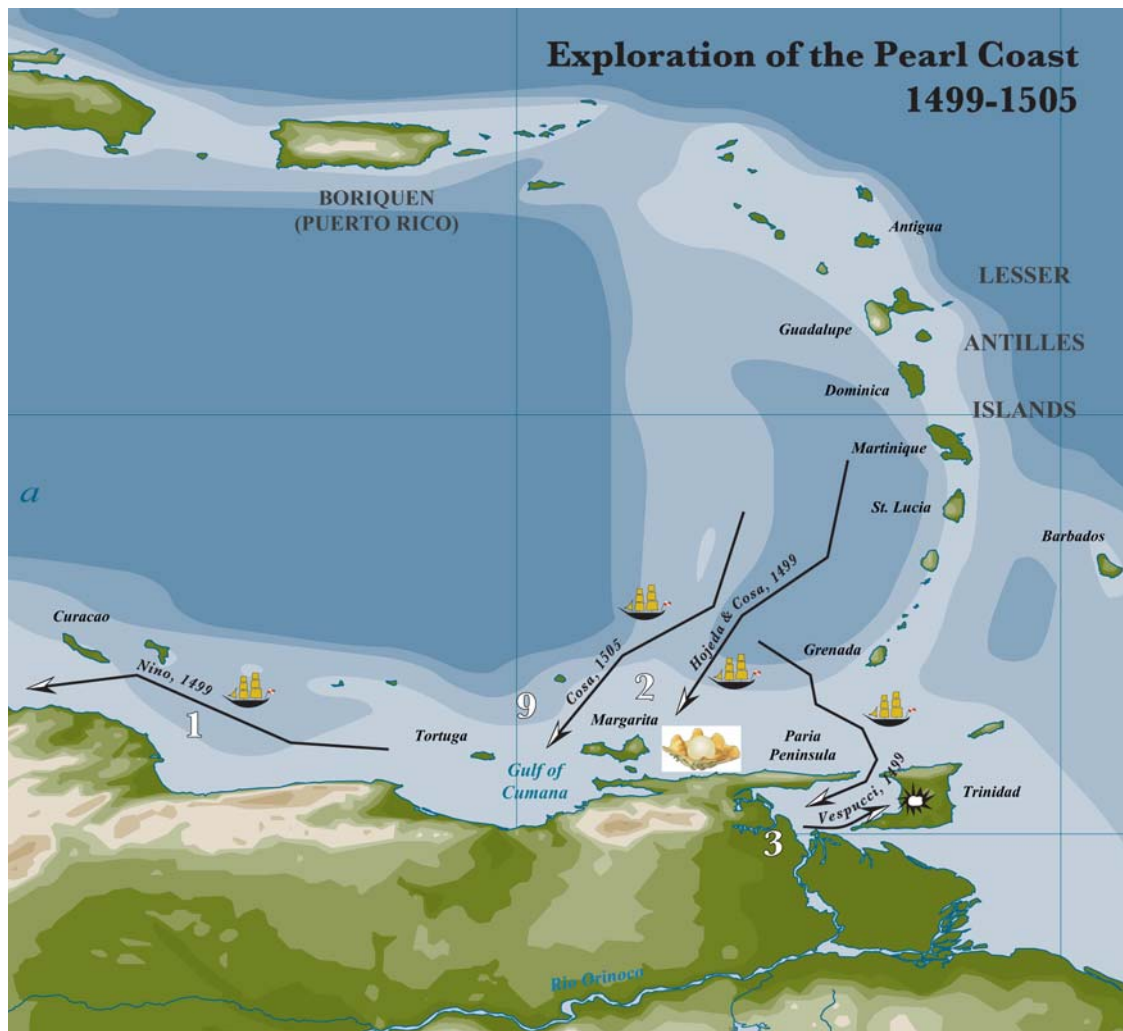 Exploration of the Pearl Coast
1499-1505
BORIQUEN
(PUERTO RICO)
Antigua
LESSER
Guadalupe
ANTILLES
Dominica
ISLANDS
Martinique
a
St. Lucia
Barbados
Curacao
Nino, 1499
1
Cosa, 1505
Hojeda & Cosa, 1499
Grenada
2
9
Margarita
Tortuga
Paria
Peninsula
Gulf of
Cumana
Vespucci, 1499
Trinidad
3
Rio Orinoco